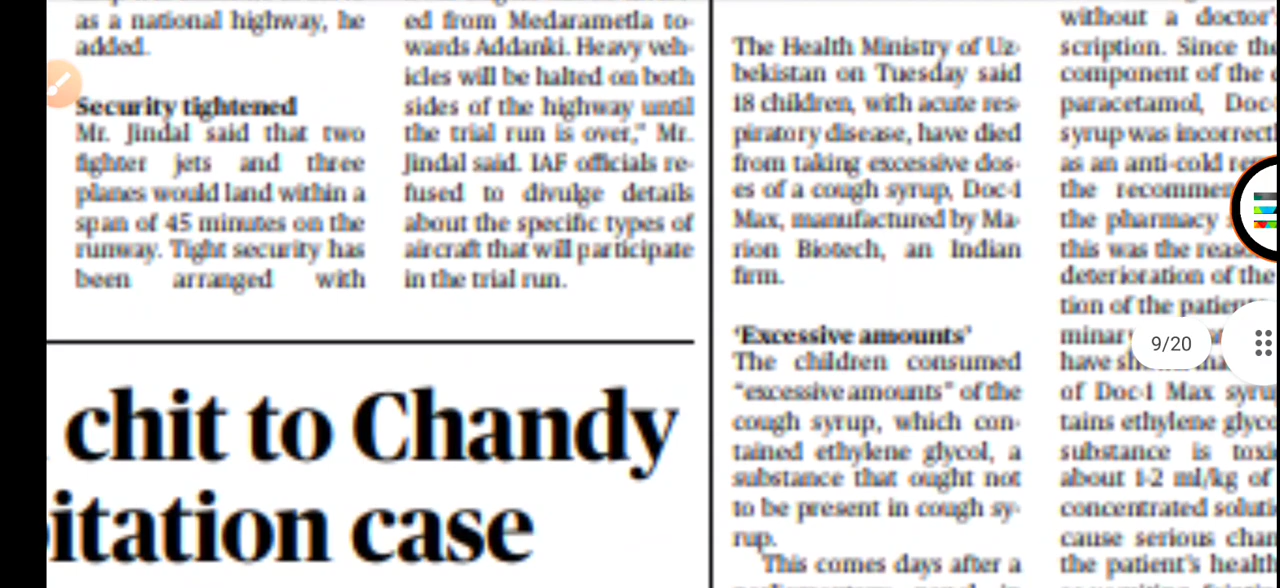 as a national highway, he
added.
Security tightened
Mr. Jindal said that two
fighter jets and three
planes would land within a
span of 45 minutes on the
runway. Tight security has
been arranged with
ed from Medarametla to-
wards Addanki. Heavy veh-
icles will be halted on both
sides of the highway until
the trial run is over," Mr.
Jindal said. IAF officials re-
fused to divulge details
about the specific types of
aircraft that will participate
in the trial run.
chit to Chandy
itation case
The Health Ministry of Uz-
bekistan on Tuesday said
18 children, with acute res-
piratory disease, have died
from taking excessive dos-
es of a cough syrup, Doc-1
Max, manufactured by Ma-
rion Biotech, an Indian
firm.
'Excessive amounts'
The children consumed
"excessive amounts" of the
cough syrup, which con-
tained ethylene glycol, a
substance that ought not
to be present in cough sy-
rup.
This comes days after a
without a doctor'
scription. Since the
component of the
paracetamol, Doc-
syrup was incorrect
as an anti-cold
the recommen
the pharmacy
this was the reas
deterioration of the
tion of the patient
minar
have sh
of Doc-1 Max syru
tains ethylene glyco
substance is toxi
about 1-2 ml/kg of
concentrated soluti
cause serious chan
the patient's health
9/20